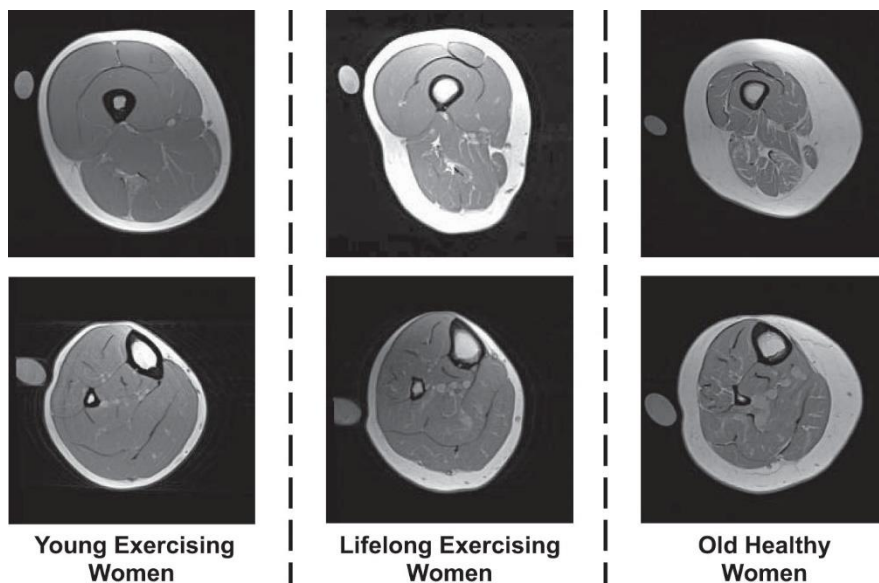 Young Exercising
Women
Lifelong Exercising
Women
Old Healthy
Women